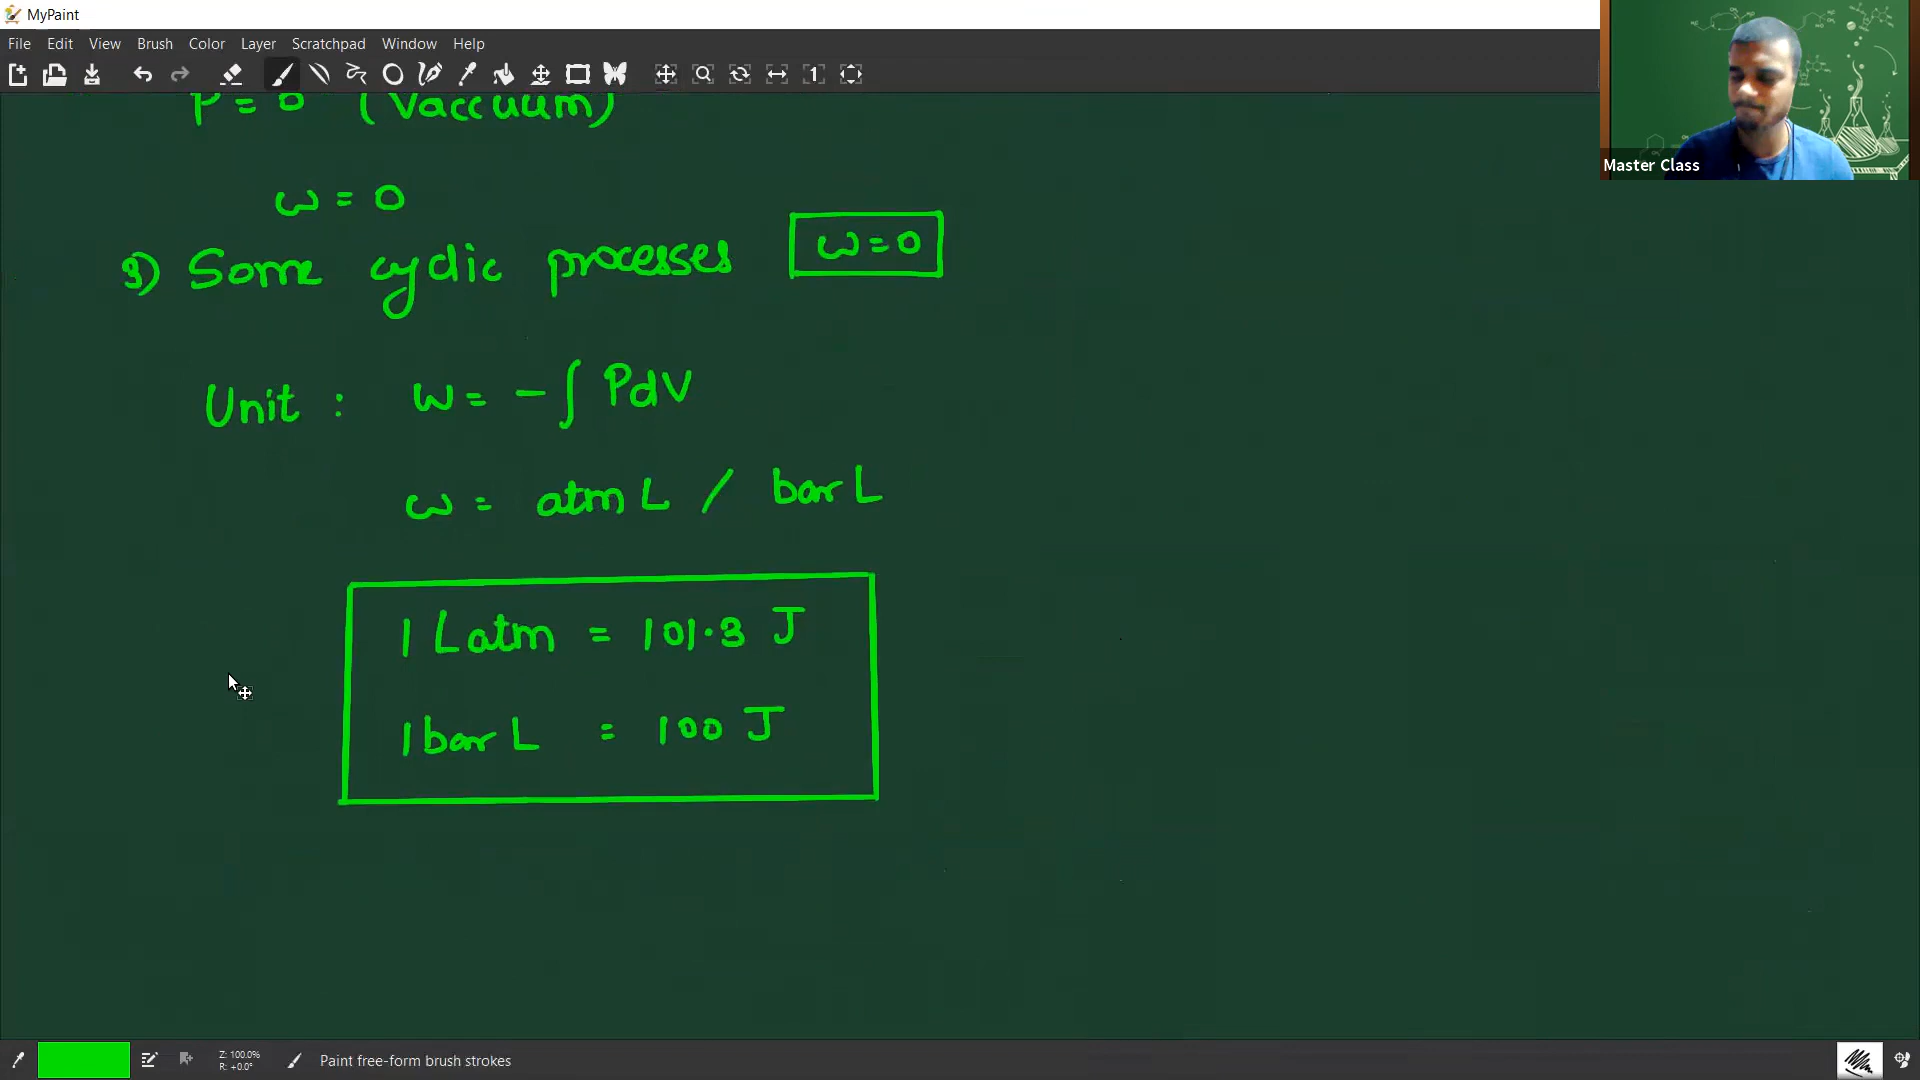 MyPaint
File Edit View Brush Color Layer Scratchpad Window Help
P = 0 (Vaccuum)
w = 0
3) Some cyclic processes w = 0
Unit : W = -∫ PdV
w = atm L / bar L
1 L atm = 101.3 J
1 bar L = 100 J
Master Class
Z: 100.0%
R: +0.0°
Paint free-form brush strokes